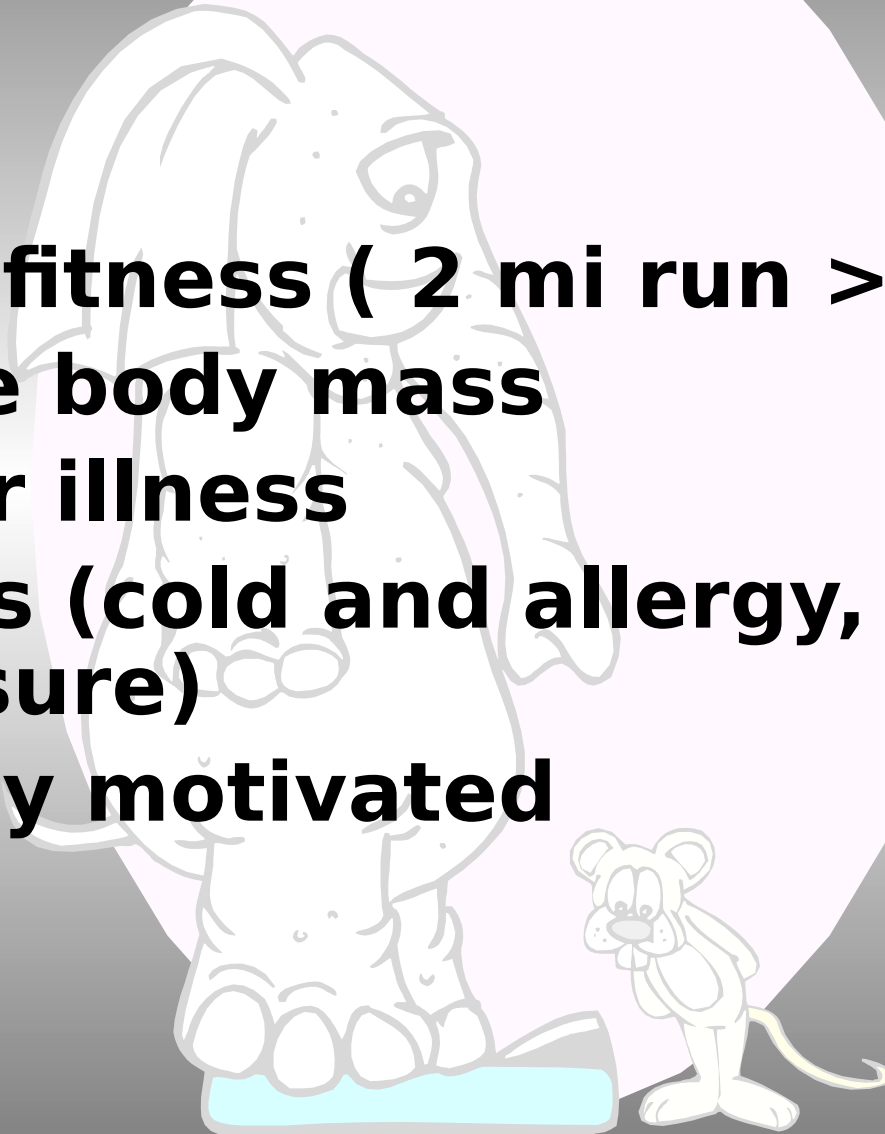 fitness ( 2 mi run >
e body mass
r illness
s (cold and allergy,
sure)
y motivated